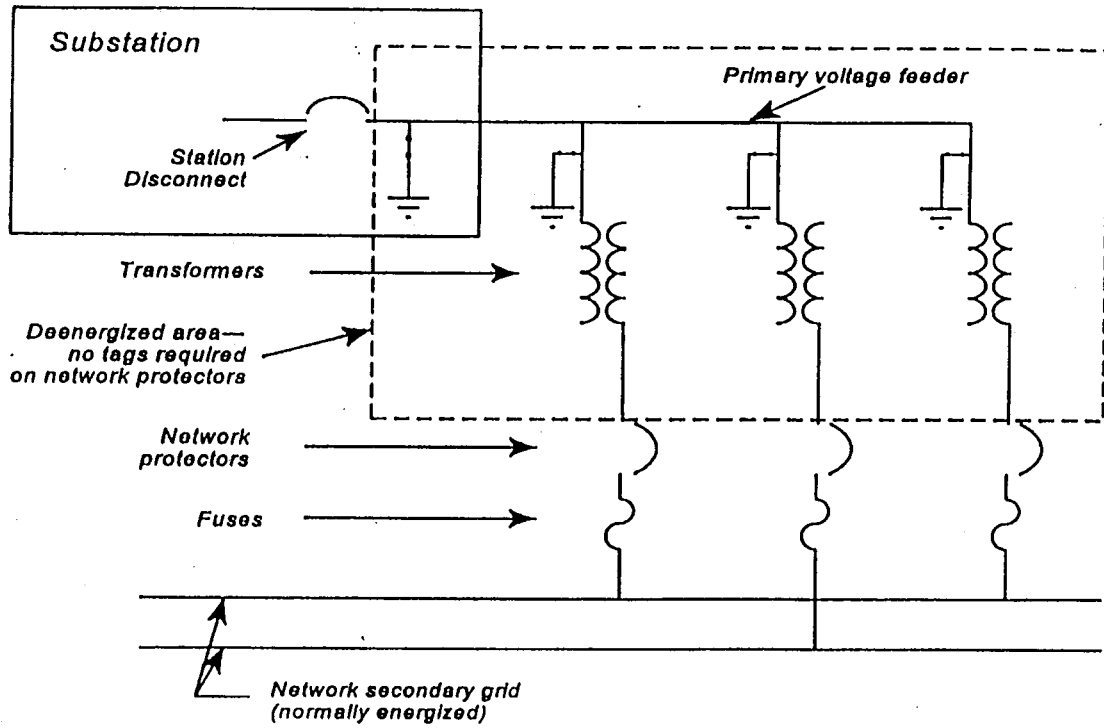 Substation
Primary voltage feeder
Station
Disconnect
Transformers
Deenergized area—
no tags required
on network protectors
Network
protectors
Fuses
Network secondary grid
(normally energized)